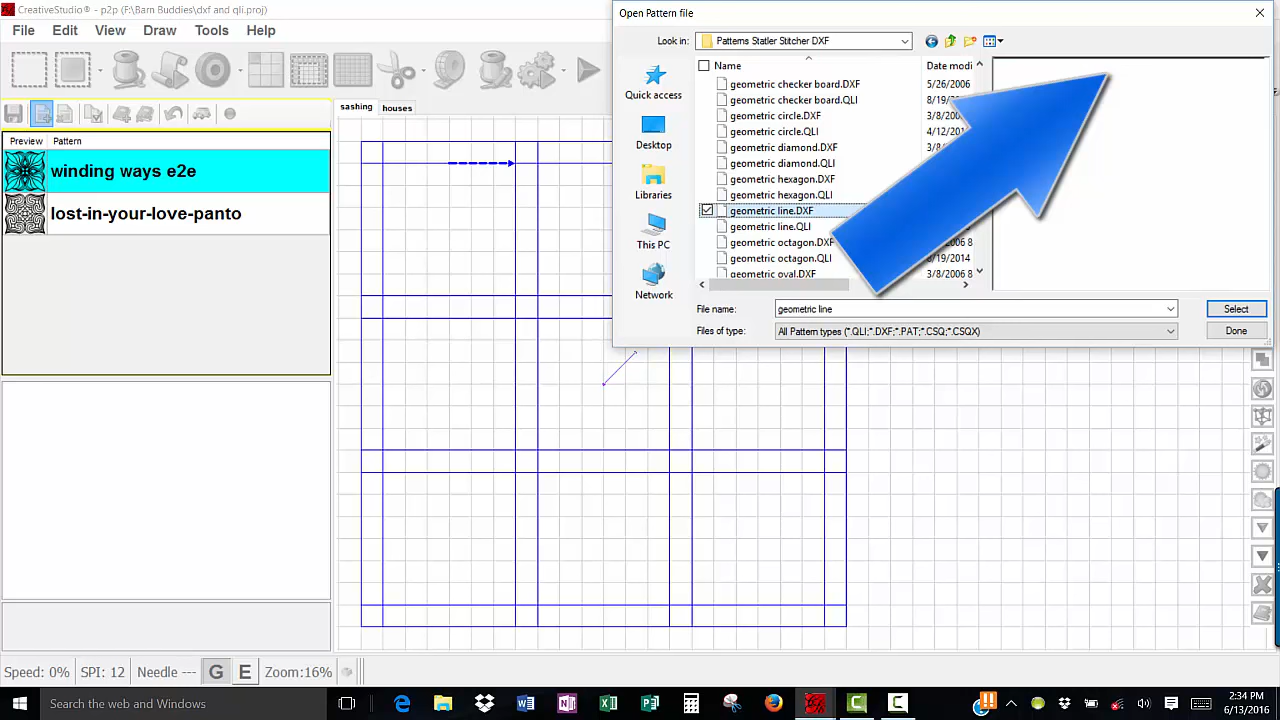 CreativeStudio - p2p (F:\Barn Buddies\dxf and qli.proj)
File Edit View Draw Tools Help
Preview Pattern
winding ways e2e
lost-in-your-love-panto
sashing houses
Open Pattern file
Look in: Patterns Statler Stitcher DXF
Name Date modi
geometric checker board.DXF 5/26/2006
geometric checker board.QLI 8/19/
geometric circle.DXF 3/8/
geometric circle.QLI 4/12/
geometric diamond.DXF 3/8/
geometric diamond.QLI
geometric hexagon.DXF
geometric hexagon.QLI
geometric line.DXF
geometric line.QLI
geometric octagon.DXF 2006 8
geometric octagon.QLI /19/2014
geometric oval.DXF 3/8/2006 8
Quick access
Desktop
Libraries
This PC
Network
File name: geometric line Select
Files of type: All Pattern types (*.QLI;*.DXF;*.PAT;*.CSQ;*.CSQX) Done
Speed: 0% SPI: 12 Needle --- G E Zoom:16%
Search the web and Windows
2:34 PM
6/13/2016